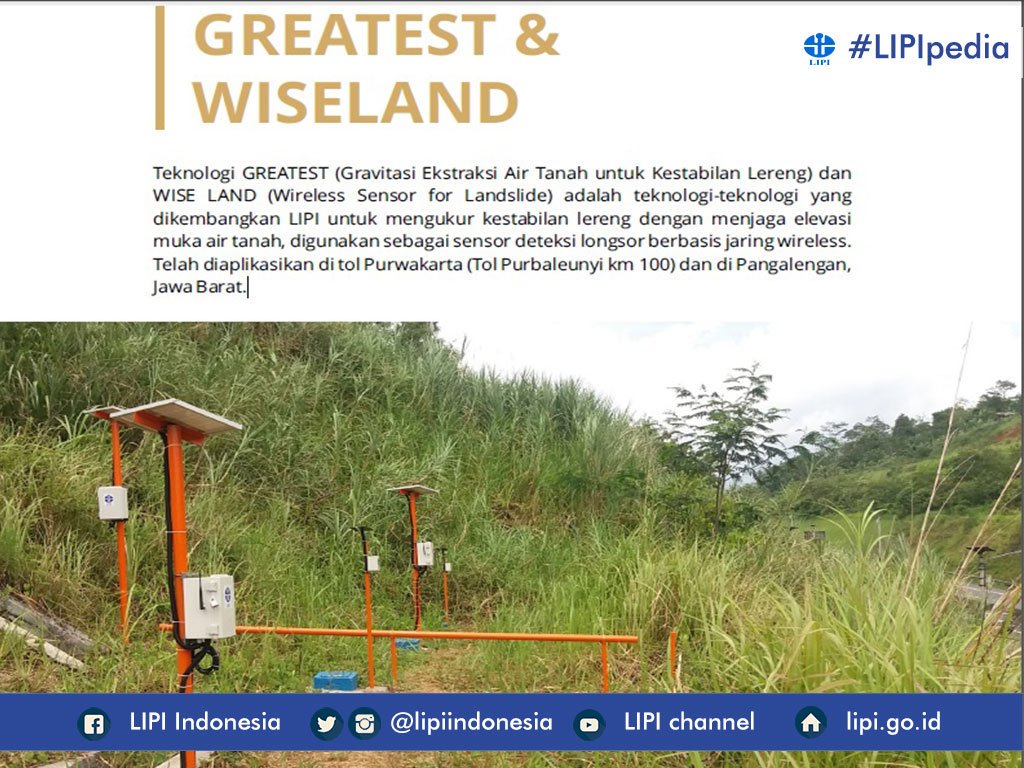 GREATEST &
WISELAND
LIPI
#LIPIpedia
Teknologi GREATEST (Gravitasi Ekstraksi Air Tanah untuk Kestabilan Lereng) dan
WISE LAND (Wireless Sensor for Landslide) adalah teknologi-teknologi yang
dikembangkan LIPI untuk mengukur kestabilan lereng dengan menjaga elevasi
muka air tanah, digunakan sebagai sensor deteksi longsor berbasis jaring wireless.
Telah diaplikasikan di tol Purwakarta (Tol Purbaleunyi km 100) dan di Pangalengan,
Jawa Barat.
LIPI Indonesia
@lipiindonesia
LIPI channel
lipi.go.id